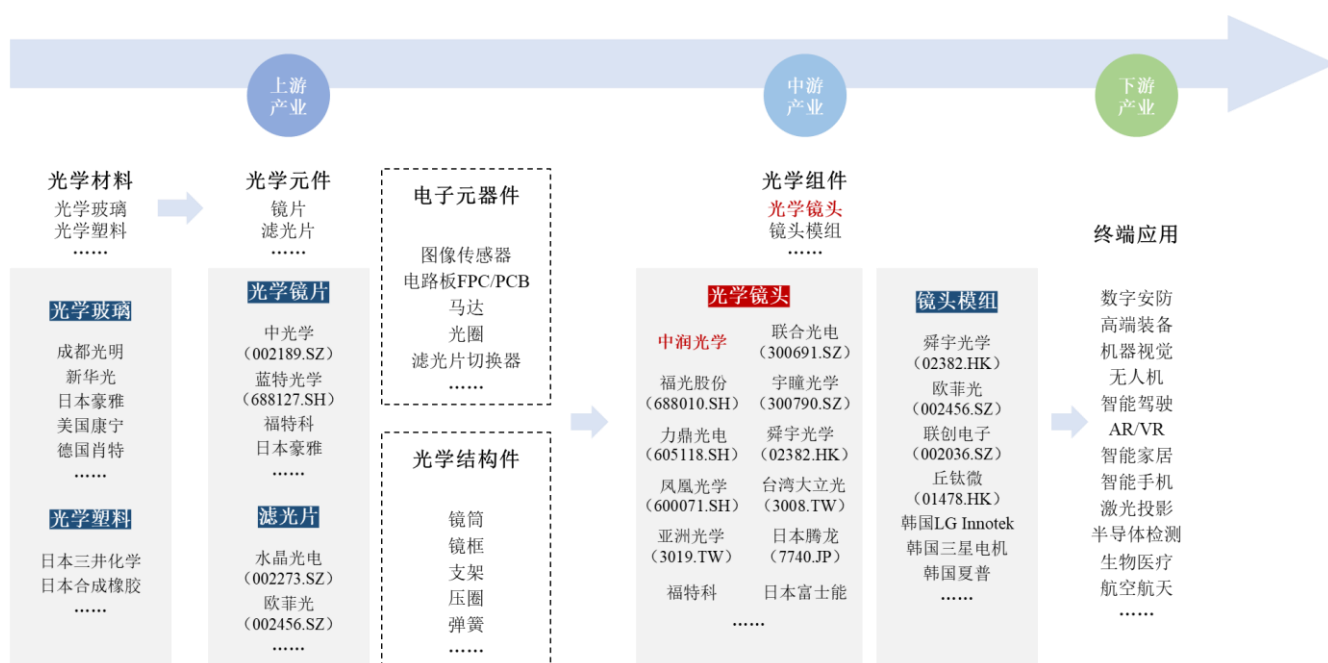 上游
产业
中游
产业
下游
产业
光学材料
光学玻璃
光学塑料
......
光学玻璃
成都光明
新华光
日本豪雅
美国康宁
德国肖特
......
光学塑料
日本三井化学
日本合成橡胶
......
光学元件
镜片
滤光片
......
光学镜片
中光学
（002189.SZ）
蓝特光学
（688127.SH）
福特科
日本豪雅
......
滤光片
水晶光电
（002273.SZ）
欧菲光
（002456.SZ）
......
电子元器件
图像传感器
电路板FPC/PCB
马达
光圈
滤光片切换器
......
光学结构件
镜筒
镜框
支架
压圈
弹簧
......
光学组件
光学镜头
镜头模组
......
光学镜头
中润光学
联合光电
（300691.SZ）
福光股份
（688010.SH）
宇瞳光学
（300790.SZ）
力鼎光电
（605118.SH）
舜宇光学
（02382.HK）
凤凰光学
（600071.SH）
台湾大立光
（3008.TW）
亚洲光学
（3019.TW）
日本腾龙
（7740.JP）
福特科
日本富士能
......
镜头模组
舜宇光学
（02382.HK）
欧菲光
（002456.SZ）
联创电子
（002036.SZ）
丘钛微
（01478.HK）
韩国LG Innotek
韩国三星电机
韩国夏普
......
终端应用
数字安防
高端装备
机器视觉
无人机
智能驾驶
AR/VR
智能家居
智能手机
激光投影
半导体检测
生物医疗
航空航天
......